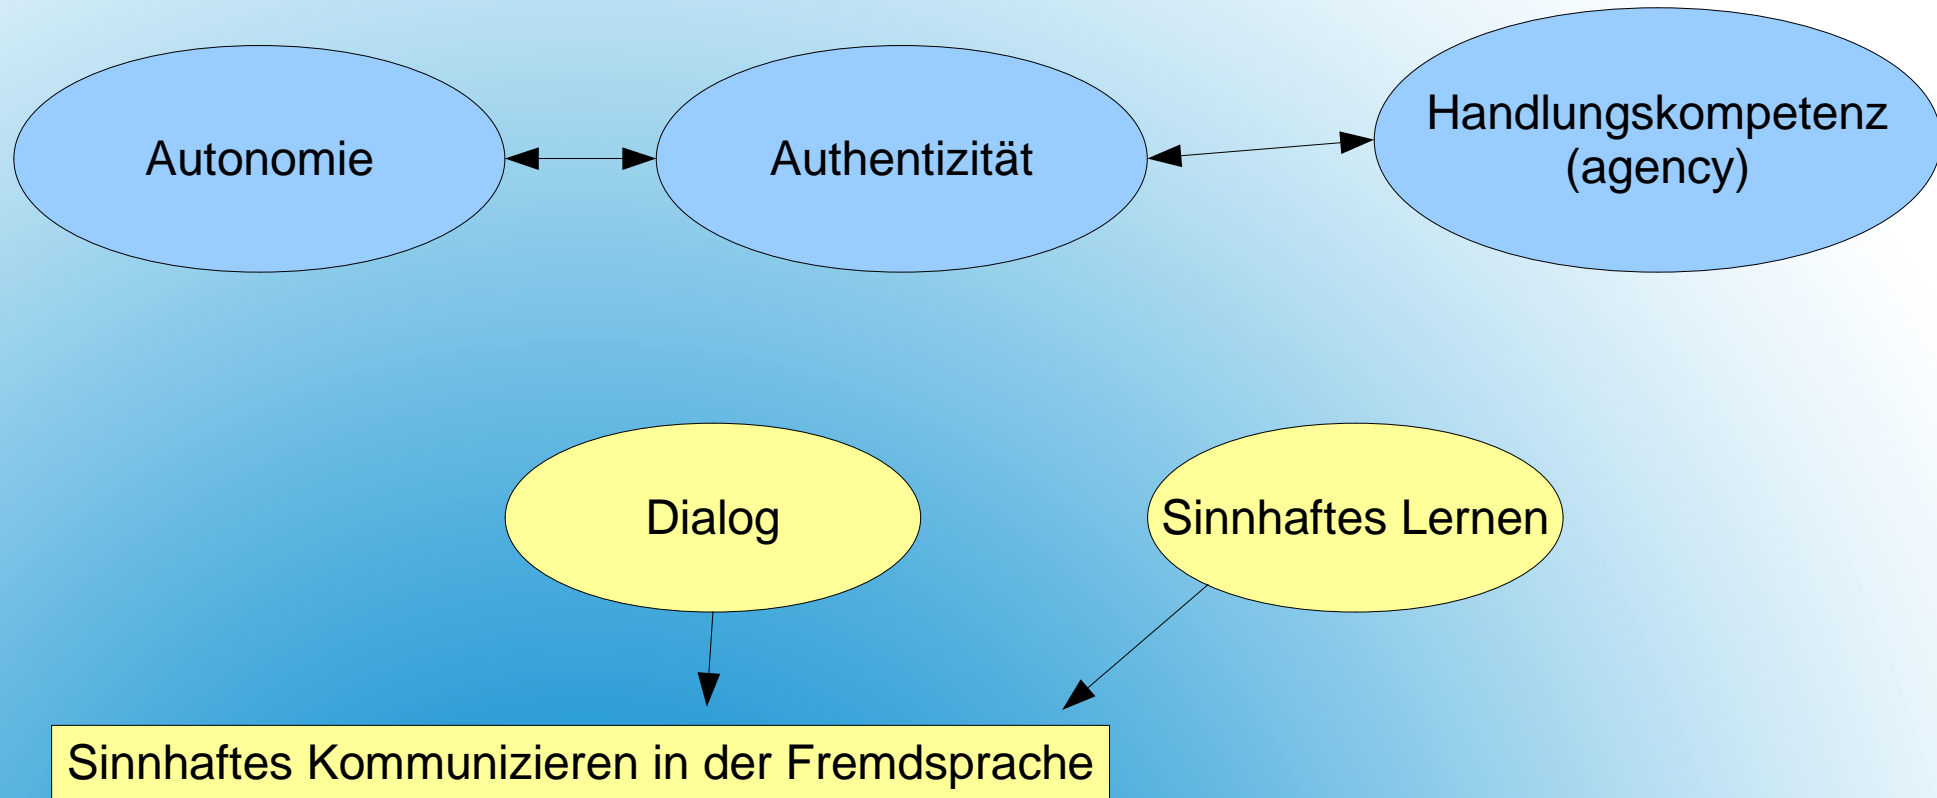 Autonomie
Authentizität
Handlungskompetenz
(agency)
Dialog
Sinnhaftes Lernen
Sinnhaftes Kommunizieren in der Fremdsprache